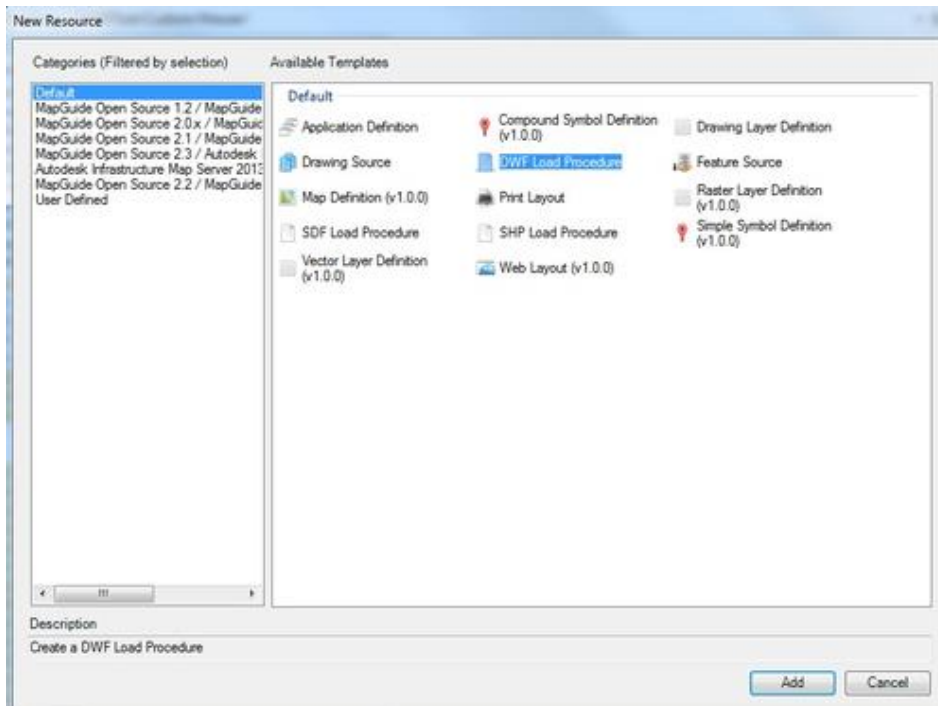 New Resource
Categories (Filtered by selection)
Available Templates
Default
MapGuide Open Source 1.2 / MapGuide
MapGuide Open Source 2.0.x / MapGuic
MapGuide Open Source 2.1 / MapGuide
MapGuide Open Source 2.3 / Autodesk
Autodesk Infrastructure Map Server 2013
MapGuide Open Source 2.2 / MapGuide
User Defined
Default
Application Definition
Compound Symbol Definition
(v1.0.0)
Drawing Layer Definition
Drawing Source
DWF Load Procedure
Feature Source
Map Definition (v1.0.0)
Print Layout
Raster Layer Definition
(v1.0.0)
SDF Load Procedure
SHP Load Procedure
Simple Symbol Definition
(v1.0.0)
Vector Layer Definition
(v1.0.0)
Web Layout (v1.0.0)
Description
Create a DWF Load Procedure
Add
Cancel